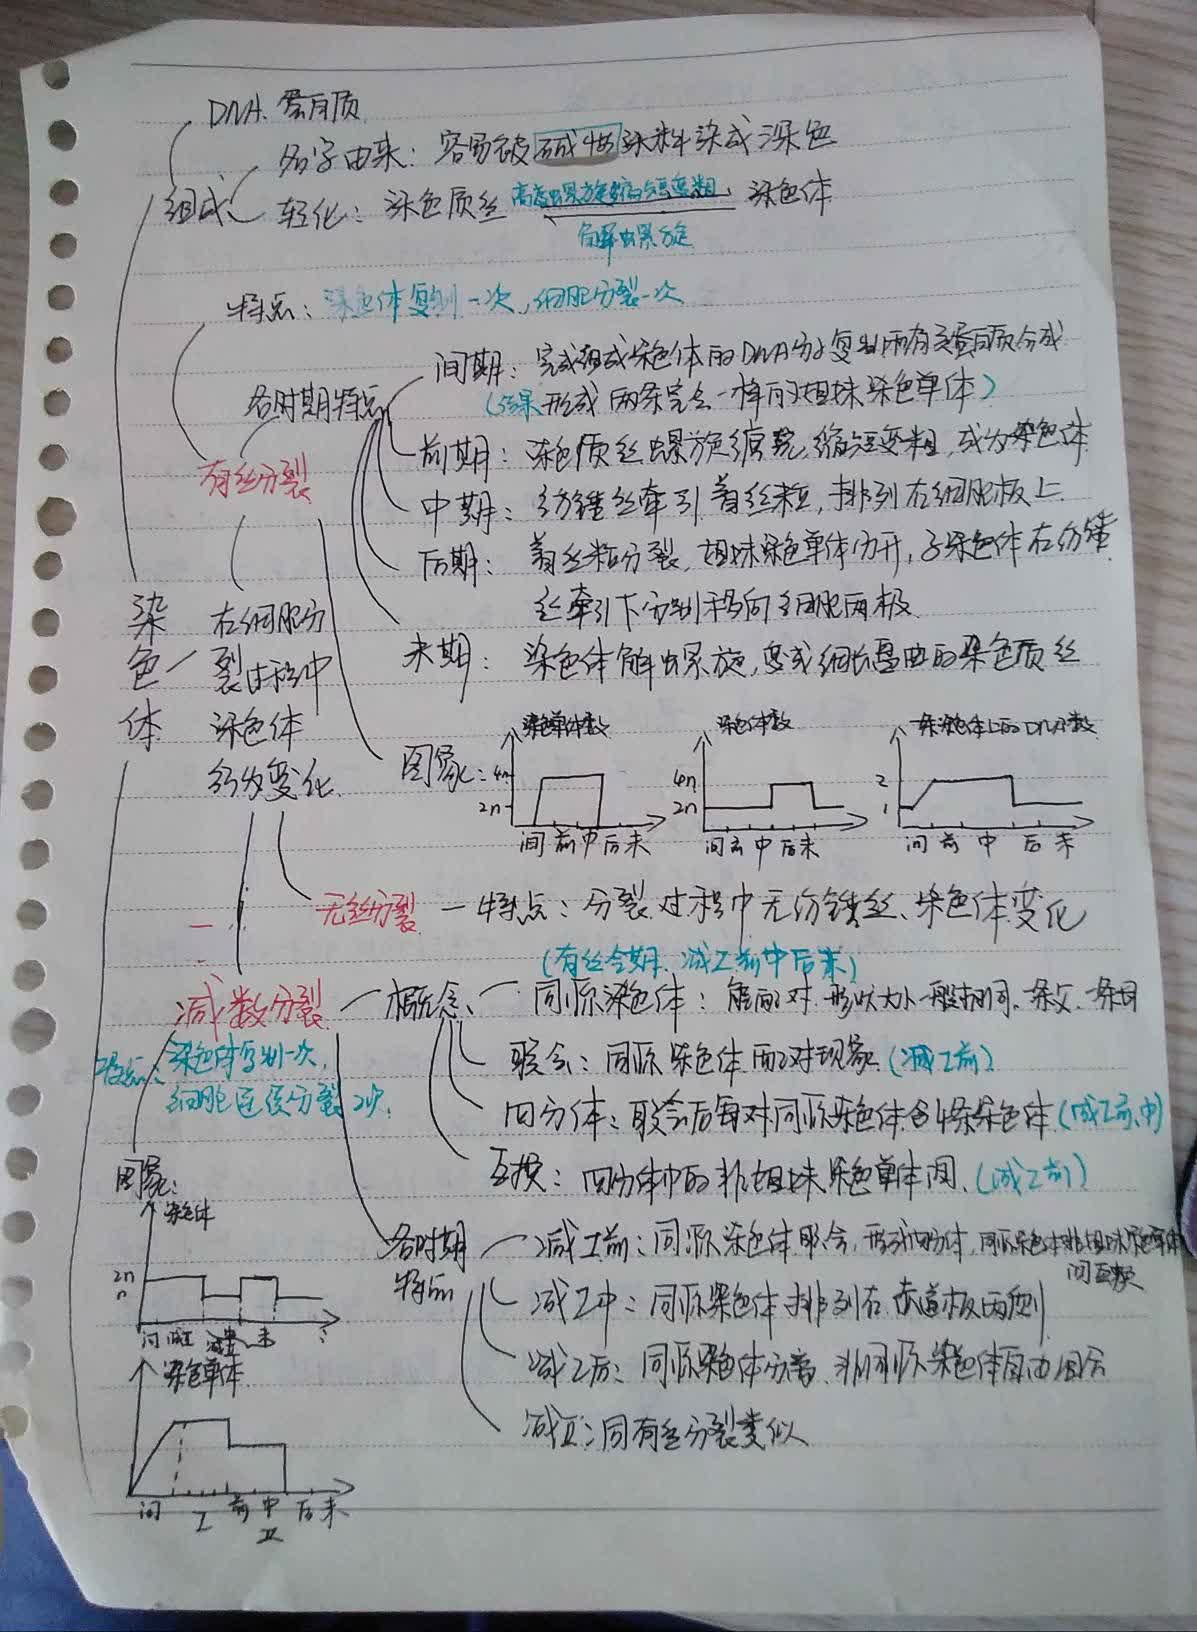 DNA、蛋白质
名字由来：容易被碱性染料染成深色
组成
转化：染色质丝 高度螺旋缩短变粗 染色体
解螺旋
特点：染色体复制一次，细胞分裂一次
间期：完成组成染色体的DNA分子复制和有关蛋白质合成
各时期特点
(结果形成两条完全一样的姐妹染色单体)
前期：染色质丝螺旋缠绕，缩短变粗，成为染色体
有丝分裂
中期：纺锤丝牵引着丝粒，排列在细胞板上
后期：着丝粒分裂，姐妹染色单体分开，子染色体在纺锤
丝牵引下分别移向细胞两极
染色体
在细胞分
裂过程中
染色体
行为变化
末期：染色体解螺旋，变成细长盈曲的染色质丝
图象：
染色单体数
4n
2n
间 前 中 后 末
染色体数
4n
2n
间 前 中 后 末
一条染色体上的DNA数
2
1
间 前 中 后 末
无丝分裂 — 特点：分裂过程中无纺锤丝、染色体变化
(有丝全期、减Ⅰ前中后末)
减数分裂 — 概念 同源染色体：能配对，形状大小一般相同，一条父、一条母
特点：染色体复制一次，
细胞连续分裂2次.
联会：同源染色体两两配对现象 (减Ⅰ前)
四分体：联会后每对同源染色体含4条染色体 (减Ⅰ前、中)
互换：四分体中的非姐妹染色单体间 (减Ⅰ前)
图象：
染色体
2n
n
间
末
染色单体
间
Ⅰ
前 中 后 末
Ⅱ
各时期
特点
减Ⅰ前：同源染色体联会，形成四分体，同源染色体非姐妹染色单体
间互换
减Ⅰ中：同源染色体排列在赤道板两侧
减Ⅰ后：同源染色体分离、非同源染色体自由组合
减Ⅱ：同有丝分裂类似